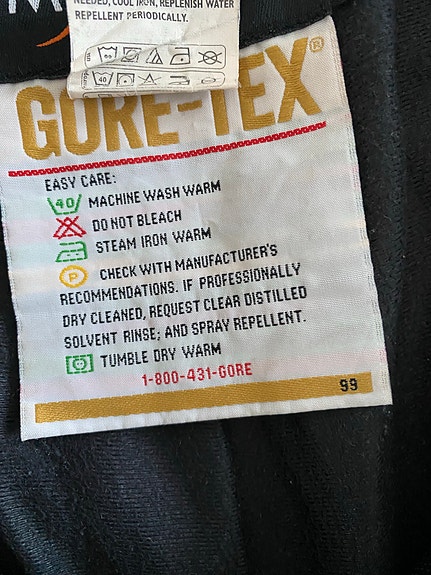 NEEDED, COOL IRON, REPLENISH WATER
REPELLENT PERIODICALLY.
40
GORE-TEX®
EASY CARE:
40 MACHINE WASH WARM
DO NOT BLEACH
STEAM IRON WARM
P CHECK WITH MANUFACTURER'S
RECOMMENDATIONS. IF PROFESSIONALLY
DRY CLEANED, REQUEST CLEAR DISTILLED
SOLVENT RINSE; AND SPRAY REPELLENT.
TUMBLE DRY WARM
1-800-431-GORE
99